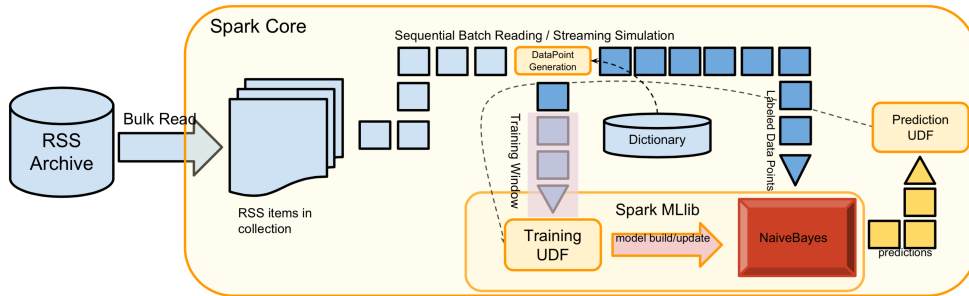 Spark Core
Sequential Batch Reading / Streaming Simulation
DataPoint
Generation
RSS
Archive
Bulk Read
RSS items in
collection
Training Window
Dictionary
Labeled Data Points
Prediction
UDF
Spark MLlib
Training
UDF
model build/update
NaiveBayes
predictions